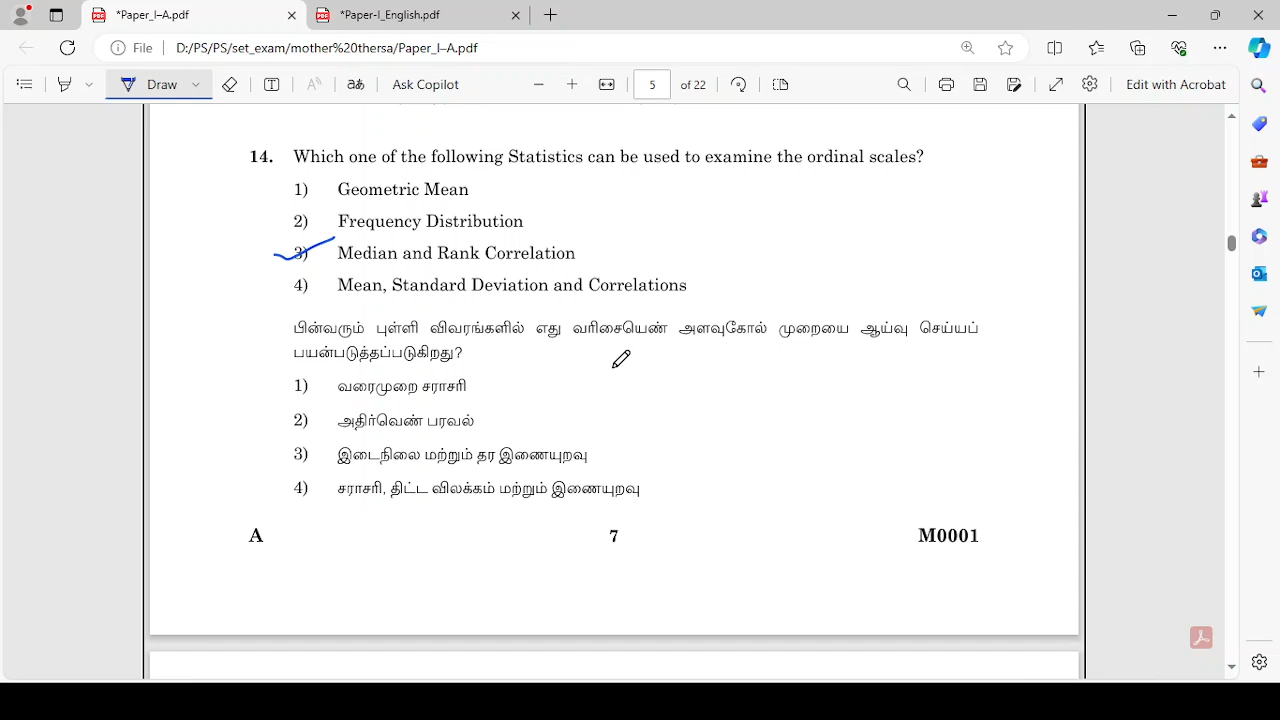 *Paper_I–A.pdf
*Paper-I_English.pdf
File D:/PS/PS/set_exam/mother%20thersa/Paper_I–A.pdf
Draw
Ask Copilot
5 of 22
Edit with Acrobat
14. Which one of the following Statistics can be used to examine the ordinal scales?
1) Geometric Mean
2) Frequency Distribution
3) Median and Rank Correlation
4) Mean, Standard Deviation and Correlations
பின்வரும் புள்ளி விவரங்களில் எது வரிசையெண் அளவுகோல் முறையை ஆய்வு செய்யப்
பயன்படுத்தப்படுகிறது?
1) வரைமுறை சராசரி
2) அதிர்வெண் பரவல்
3) இடைநிலை மற்றும் தர இணையுறவு
4) சராசரி, திட்ட விலக்கம் மற்றும் இணையுறவு
A 7 M0001